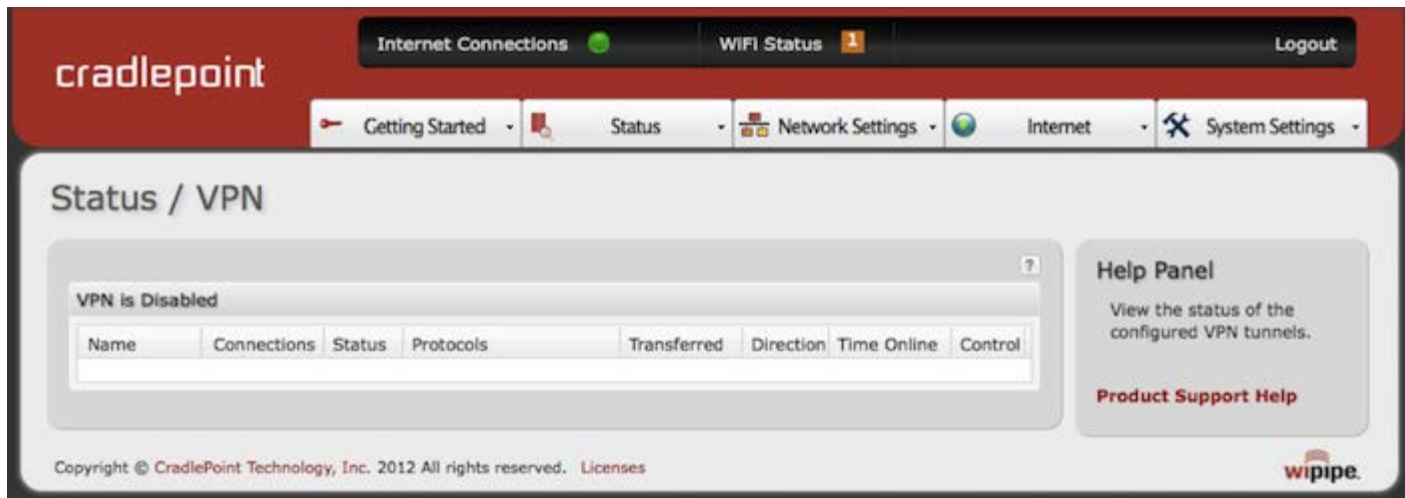 Internet Connections WiFi Status 1 Logout
cradlepoint
Getting Started Status Network Settings Internet System Settings
Status / VPN
?
VPN is Disabled
Name Connections Status Protocols Transferred Direction Time Online Control
Help Panel
View the status of the
configured VPN tunnels.
Product Support Help
Copyright © CradlePoint Technology, Inc. 2012 All rights reserved. Licenses
wipipe.